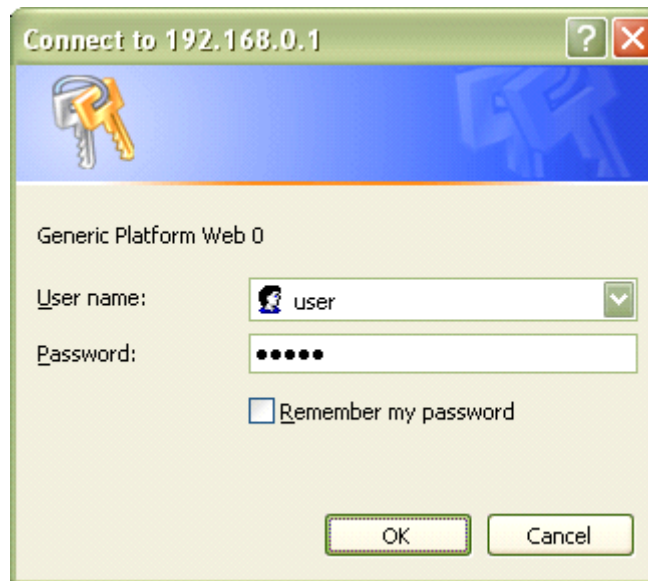 Connect to 192.168.0.1
Generic Platform Web 0
User name: user
Password: •••••
Remember my password
OK Cancel